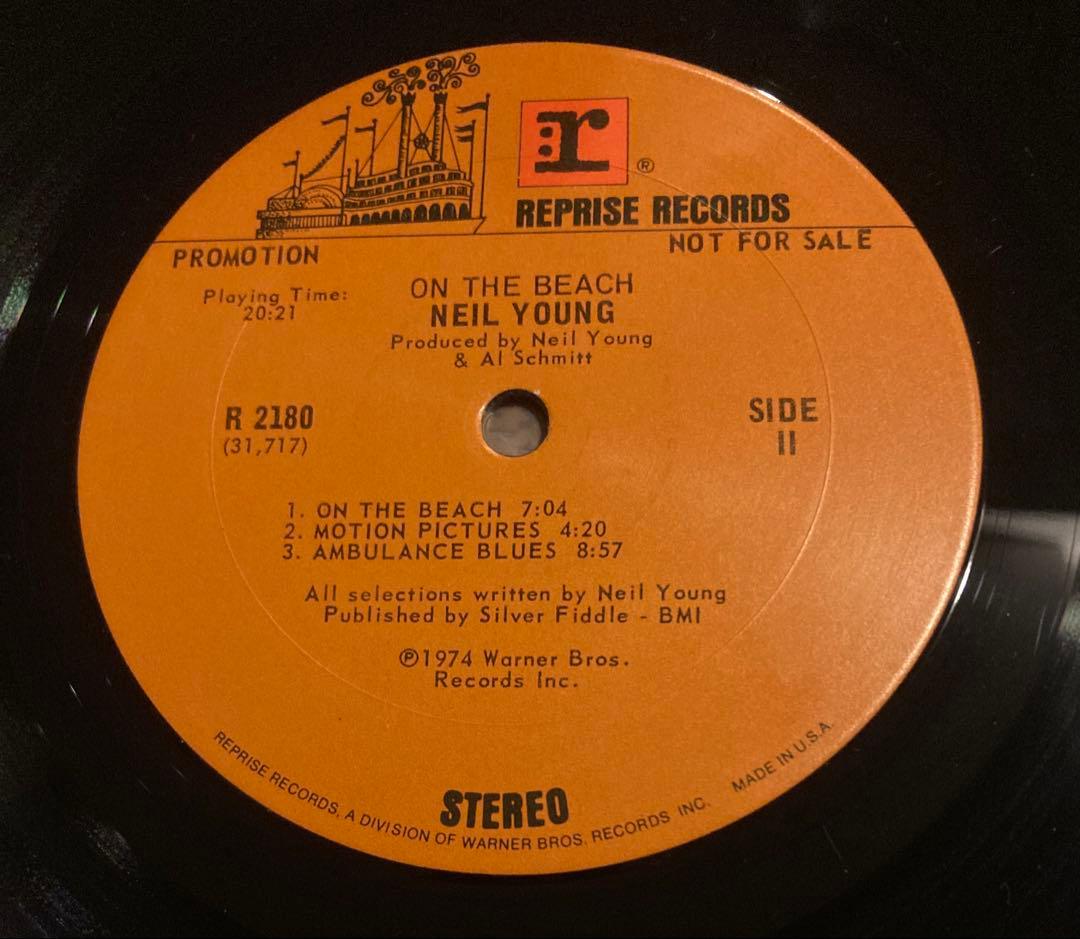 r ®
REPRISE RECORDS
PROMOTION
NOT FOR SALE
Playing Time:
20:21
ON THE BEACH
NEIL YOUNG
Produced by Neil Young
& Al Schmitt
R 2180
(31,717)
SIDE
II
1. ON THE BEACH 7:04
2. MOTION PICTURES 4:20
3. AMBULANCE BLUES 8:57
All selections written by Neil Young
Published by Silver Fiddle - BMI
℗1974 Warner Bros.
Records Inc.
STEREO
REPRISE RECORDS, A DIVISION OF WARNER BROS. RECORDS INC. MADE IN U.S.A.